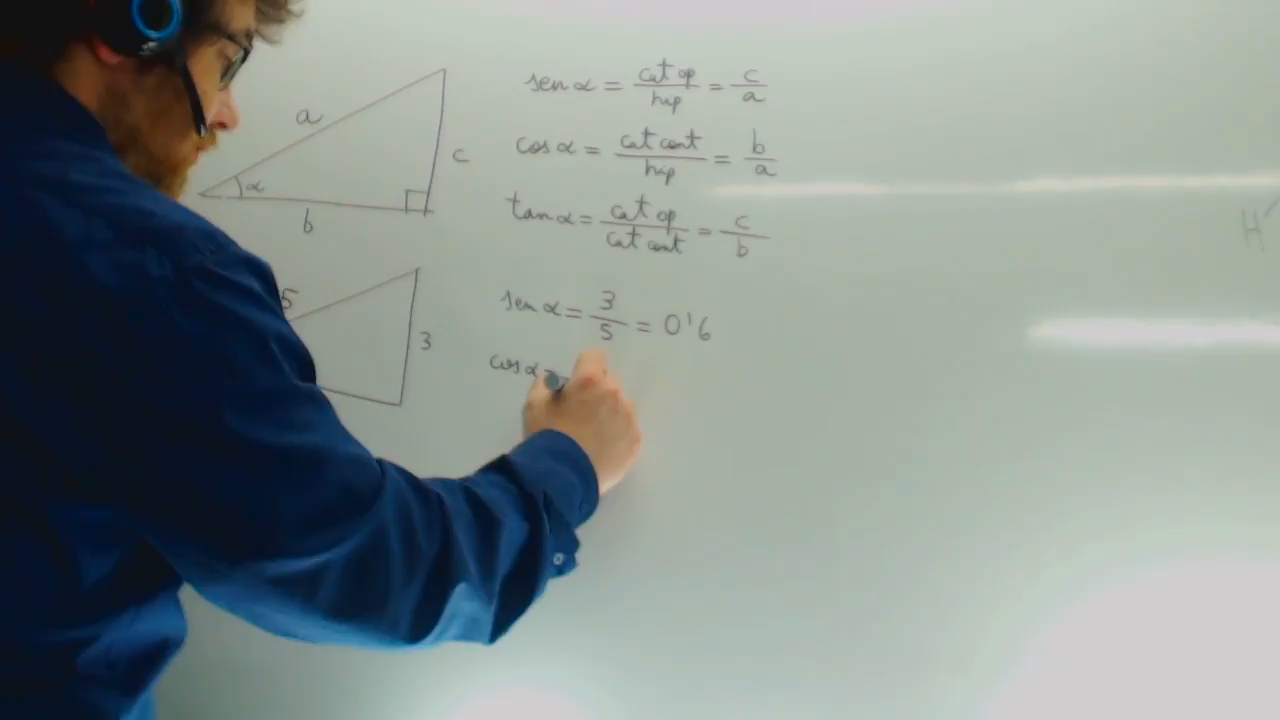 a
α
b
c
sen α = cat op / hip = c / a
cos α = cat cont / hip = b / a
tan α = cat op / cat cont = c / b
5
3
sen α = 3 / 5 = 0'6
cos α =
H